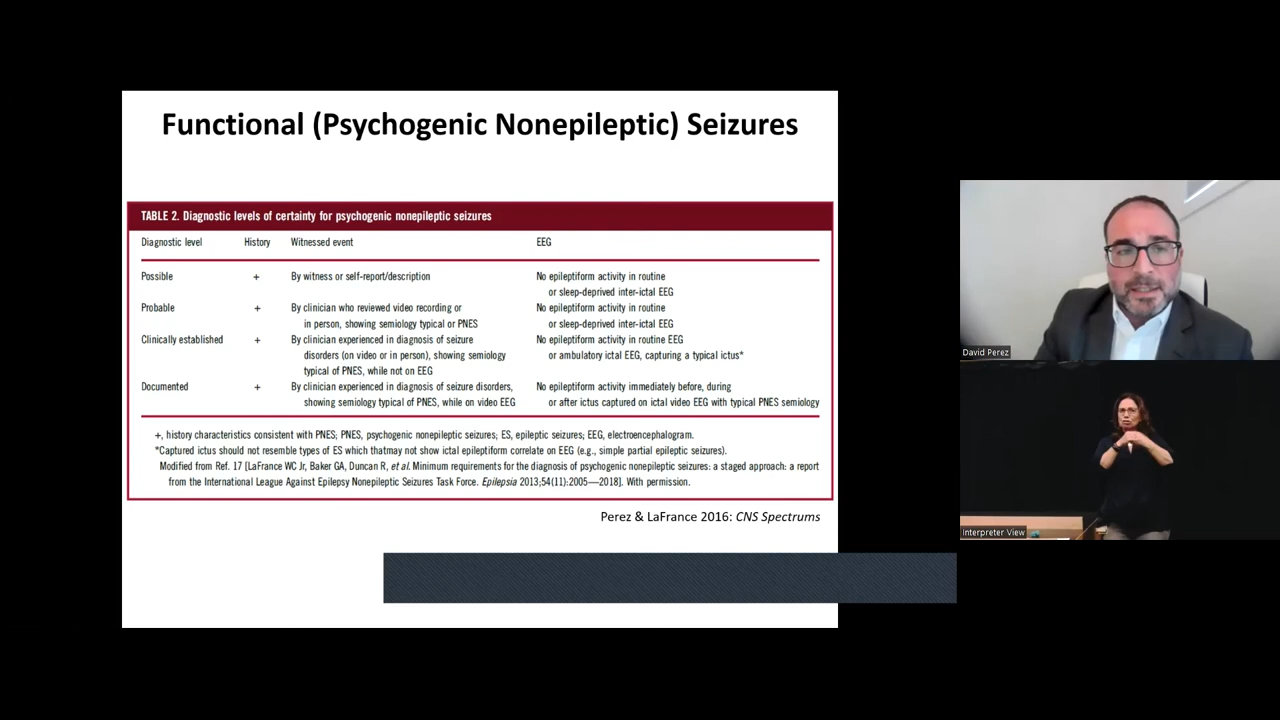 Functional (Psychogenic Nonepileptic) Seizures
TABLE 2. Diagnostic levels of certainty for psychogenic nonepileptic seizures
Diagnostic level History Witnessed event EEG
Possible + By witness or self-report/description No epileptiform activity in routine
or sleep-deprived inter-ictal EEG
Probable + By clinician who reviewed video recording or No epileptiform activity in routine
in person, showing semiology typical or PNES or sleep-deprived inter-ictal EEG
Clinically established + By clinician experienced in diagnosis of seizure No epileptiform activity in routine EEG
disorders (on video or in person), showing semiology or ambulatory ictal EEG, capturing a typical ictus*
typical of PNES, while not on EEG
Documented + By clinician experienced in diagnosis of seizure disorders, No epileptiform activity immediately before, during
showing semiology typical of PNES, while on video EEG or after ictus captured on ictal video EEG with typical PNES semiology
+, history characteristics consistent with PNES; PNES, psychogenic nonepileptic seizures; ES, epileptic seizures; EEG, electroencephalogram.
*Captured ictus should not resemble types of ES which thatmay not show ictal epileptiform correlate on EEG (e.g., simple partial epileptic seizures).
Modified from Ref. 17 [LaFrance WC Jr, Baker GA, Duncan R, et al. Minimum requirements for the diagnosis of psychogenic nonepileptic seizures: a staged approach: a report
from the International League Against Epilepsy Nonepileptic Seizures Task Force. Epilepsia 2013;54(11):2005––2018]. With permission.
Perez & LaFrance 2016: CNS Spectrums
David Perez
Interpreter View